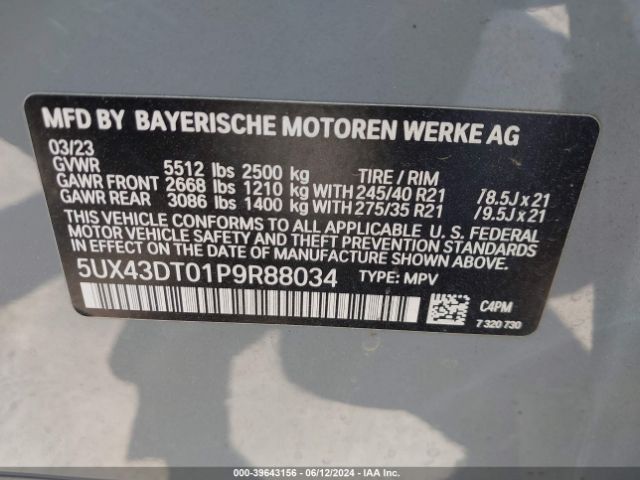 MFD BY BAYERISCHE MOTOREN WERKE AG
03/23
GVWR 5512 lbs 2500 kg TIRE / RIM
GAWR FRONT 2668 lbs 1210 kg WITH 245/40 R21 /8.5J x 21
GAWR REAR 3086 lbs 1400 kg WITH 275/35 R21 /9.5J x 21
THIS VEHICLE CONFORMS TO ALL APPLICABLE U. S. FEDERAL
MOTOR VEHICLE SAFETY AND THEFT PREVENTION STANDARDS
IN EFFECT ON THE DATE OF MANUFACTURE SHOWN ABOVE.
5UX43DT01P9R88034 TYPE: MPV
C4PM
7 320 730
00-39643156 | 06/12/2024 | IAA Inc.